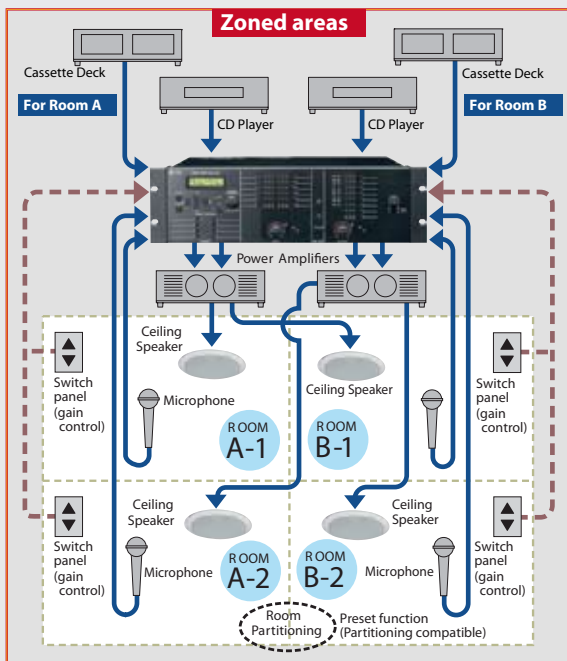 Zoned areas
Cassette Deck
Cassette Deck
For Room A
For Room B
CD Player
CD Player
Power Amplifiers
Ceiling
Speaker
Switch
panel
(gain
control)
Microphone
ROOM
A-1
Ceiling Speaker
ROOM
B-1
Switch
panel
(gain
control)
Ceiling
Speaker
Switch
panel
(gain
control)
Microphone
ROOM
A-2
Ceiling
Speaker
ROOM
B-2
Microphone
Switch
panel
(gain
control)
Room
Partitioning
Preset function
(Partitioning compatible)